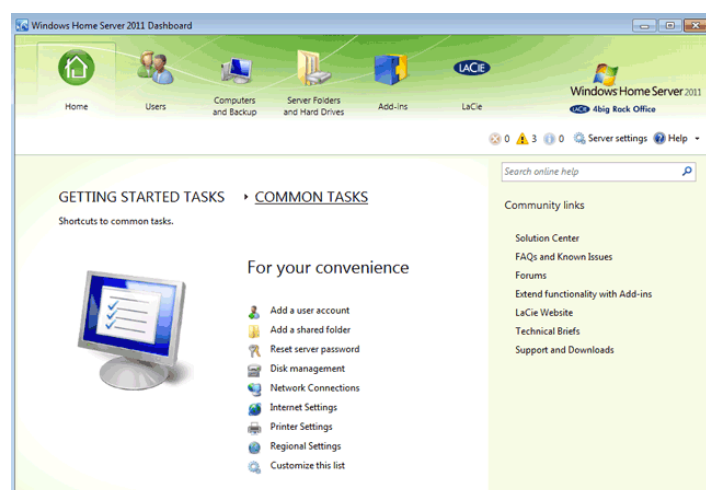 Windows Home Server 2011 Dashboard
Home
Users
Computers
and Backup
Server Folders
and Hard Drives
Add-ins
LACIE
LaCie
Windows Home Server 2011
LACIE 4big Rack Office
0 3 0 Server settings Help
Search online help
GETTING STARTED TASKS COMMON TASKS
Shortcuts to common tasks.
For your convenience
Add a user account
Add a shared folder
Reset server password
Disk management
Network Connections
Internet Settings
Printer Settings
Regional Settings
Customize this list
Community links
Solution Center
FAQs and Known Issues
Forums
Extend functionality with Add-ins
LaCie Website
Technical Briefs
Support and Downloads